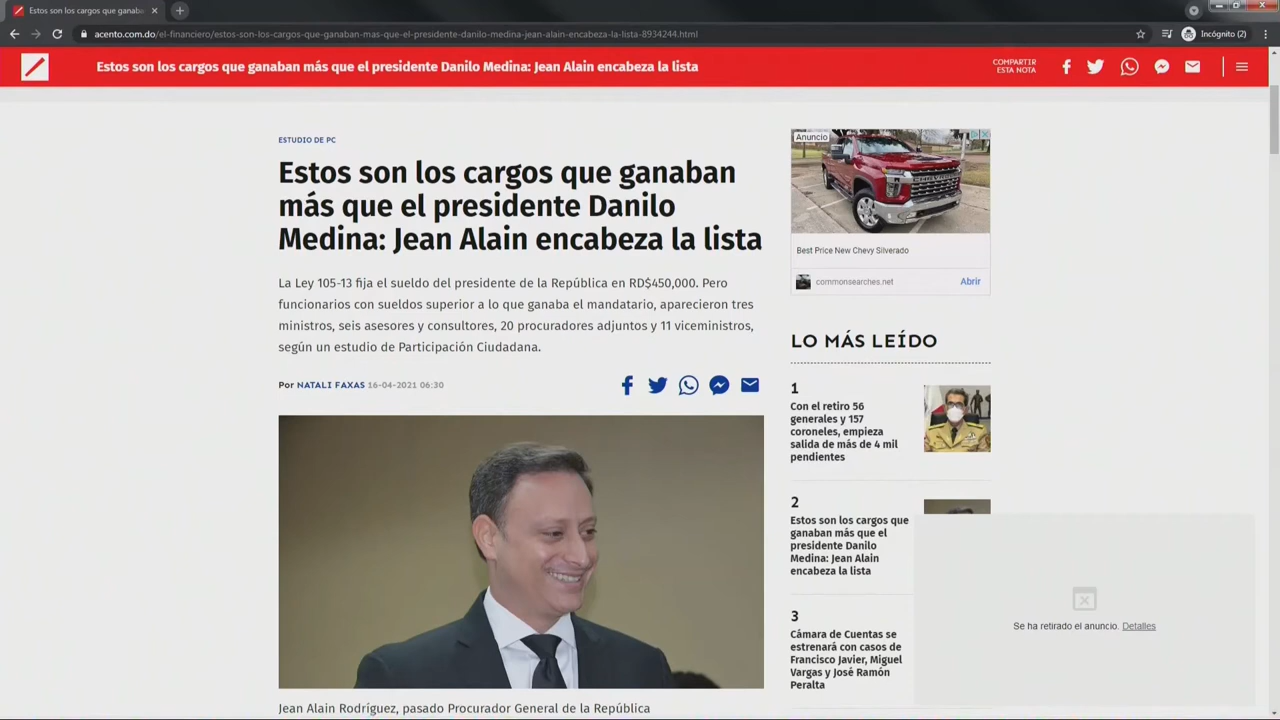 Estos son los cargos que ganab
Incógnito (2)
acento.com.do/el-financiero/estos-son-los-cargos-que-ganaban-mas-que-el-presidente-danilo-medina-jean-alain-encabeza-la-lista-8934244.html
Estos son los cargos que ganaban más que el presidente Danilo Medina: Jean Alain encabeza la lista
COMPARTIR
ESTA NOTA
ESTUDIO DE PC
Estos son los cargos que ganaban
más que el presidente Danilo
Medina: Jean Alain encabeza la lista
La Ley 105-13 fija el sueldo del presidente de la República en RD$450,000. Pero
funcionarios con sueldos superior a lo que ganaba el mandatario, aparecieron tres
ministros, seis asesores y consultores, 20 procuradores adjuntos y 11 viceministros,
según un estudio de Participación Ciudadana.
Por NATALI FAXAS 16-04-2021 06:30
Jean Alain Rodríguez, pasado Procurador General de la República
Anuncio
CHEVROLET
Best Price New Chevy Silverado
commonsearches.net
Abrir
LO MÁS LEÍDO
1
Con el retiro 56
generales y 157
coroneles, empieza
salida de más de 4 mil
pendientes
2
Estos son los cargos que
ganaban más que el
presidente Danilo
Medina: Jean Alain
encabeza la lista
3
Cámara de Cuentas se
estrenará con casos de
Francisco Javier, Miguel
Vargas y José Ramón
Peralta
Se ha retirado el anuncio. Detalles